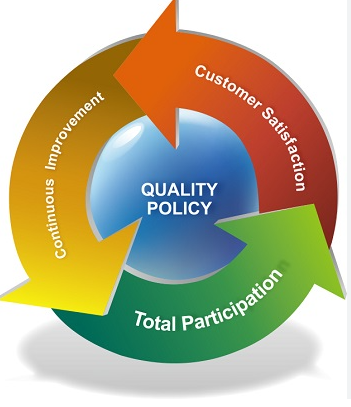 QUALITY
POLICY
Customer Satisfaction
Total Participation
Continuous Improvement